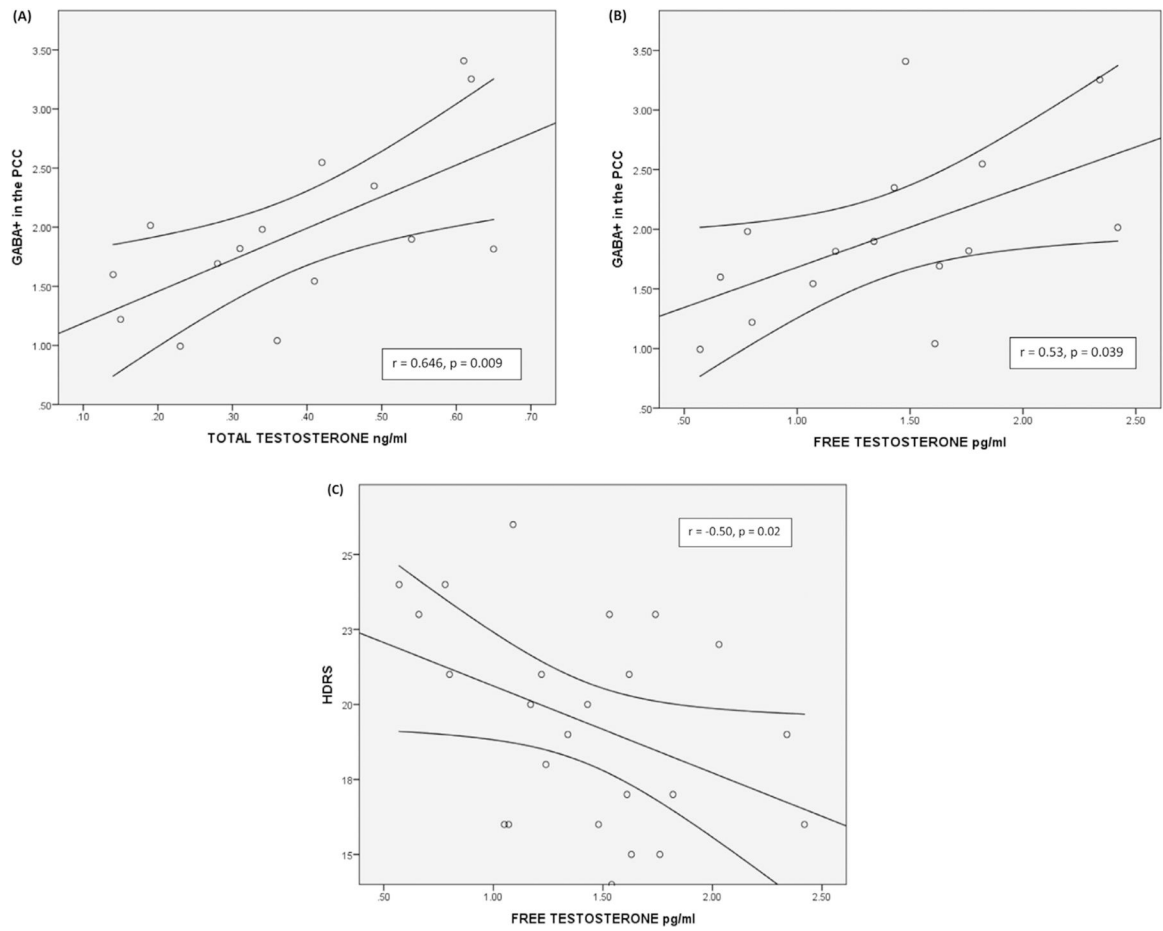 (A)
3.50
3.00
2.50
2.00
1.50
1.00
.50
GABA+ in the PCC
r = 0.646, p = 0.009
.10 .20 .30 .40 .50 .60 .70
TOTAL TESTOSTERONE ng/ml
(B)
3.50
3.00
2.50
2.00
1.50
1.00
.50
GABA+ in the PCC
r = 0.53, p = 0.039
.50 1.00 1.50 2.00 2.50
FREE TESTOSTERONE pg/ml
(C)
25
23
20
18
15
HDRS
r = -0.50, p = 0.02
.50 1.00 1.50 2.00 2.50
FREE TESTOSTERONE pg/ml